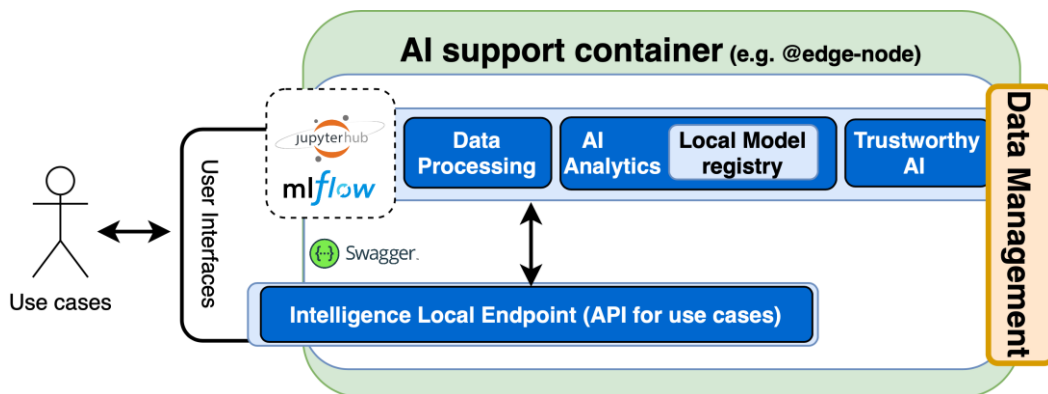 AI support container (e.g. @edge-node)
jupyterhub
mlflow
Data
Processing
AI
Analytics
Local Model
registry
Trustworthy
AI
Data Management
User Interfaces
Use cases
{··} Swagger.
Intelligence Local Endpoint (API for use cases)